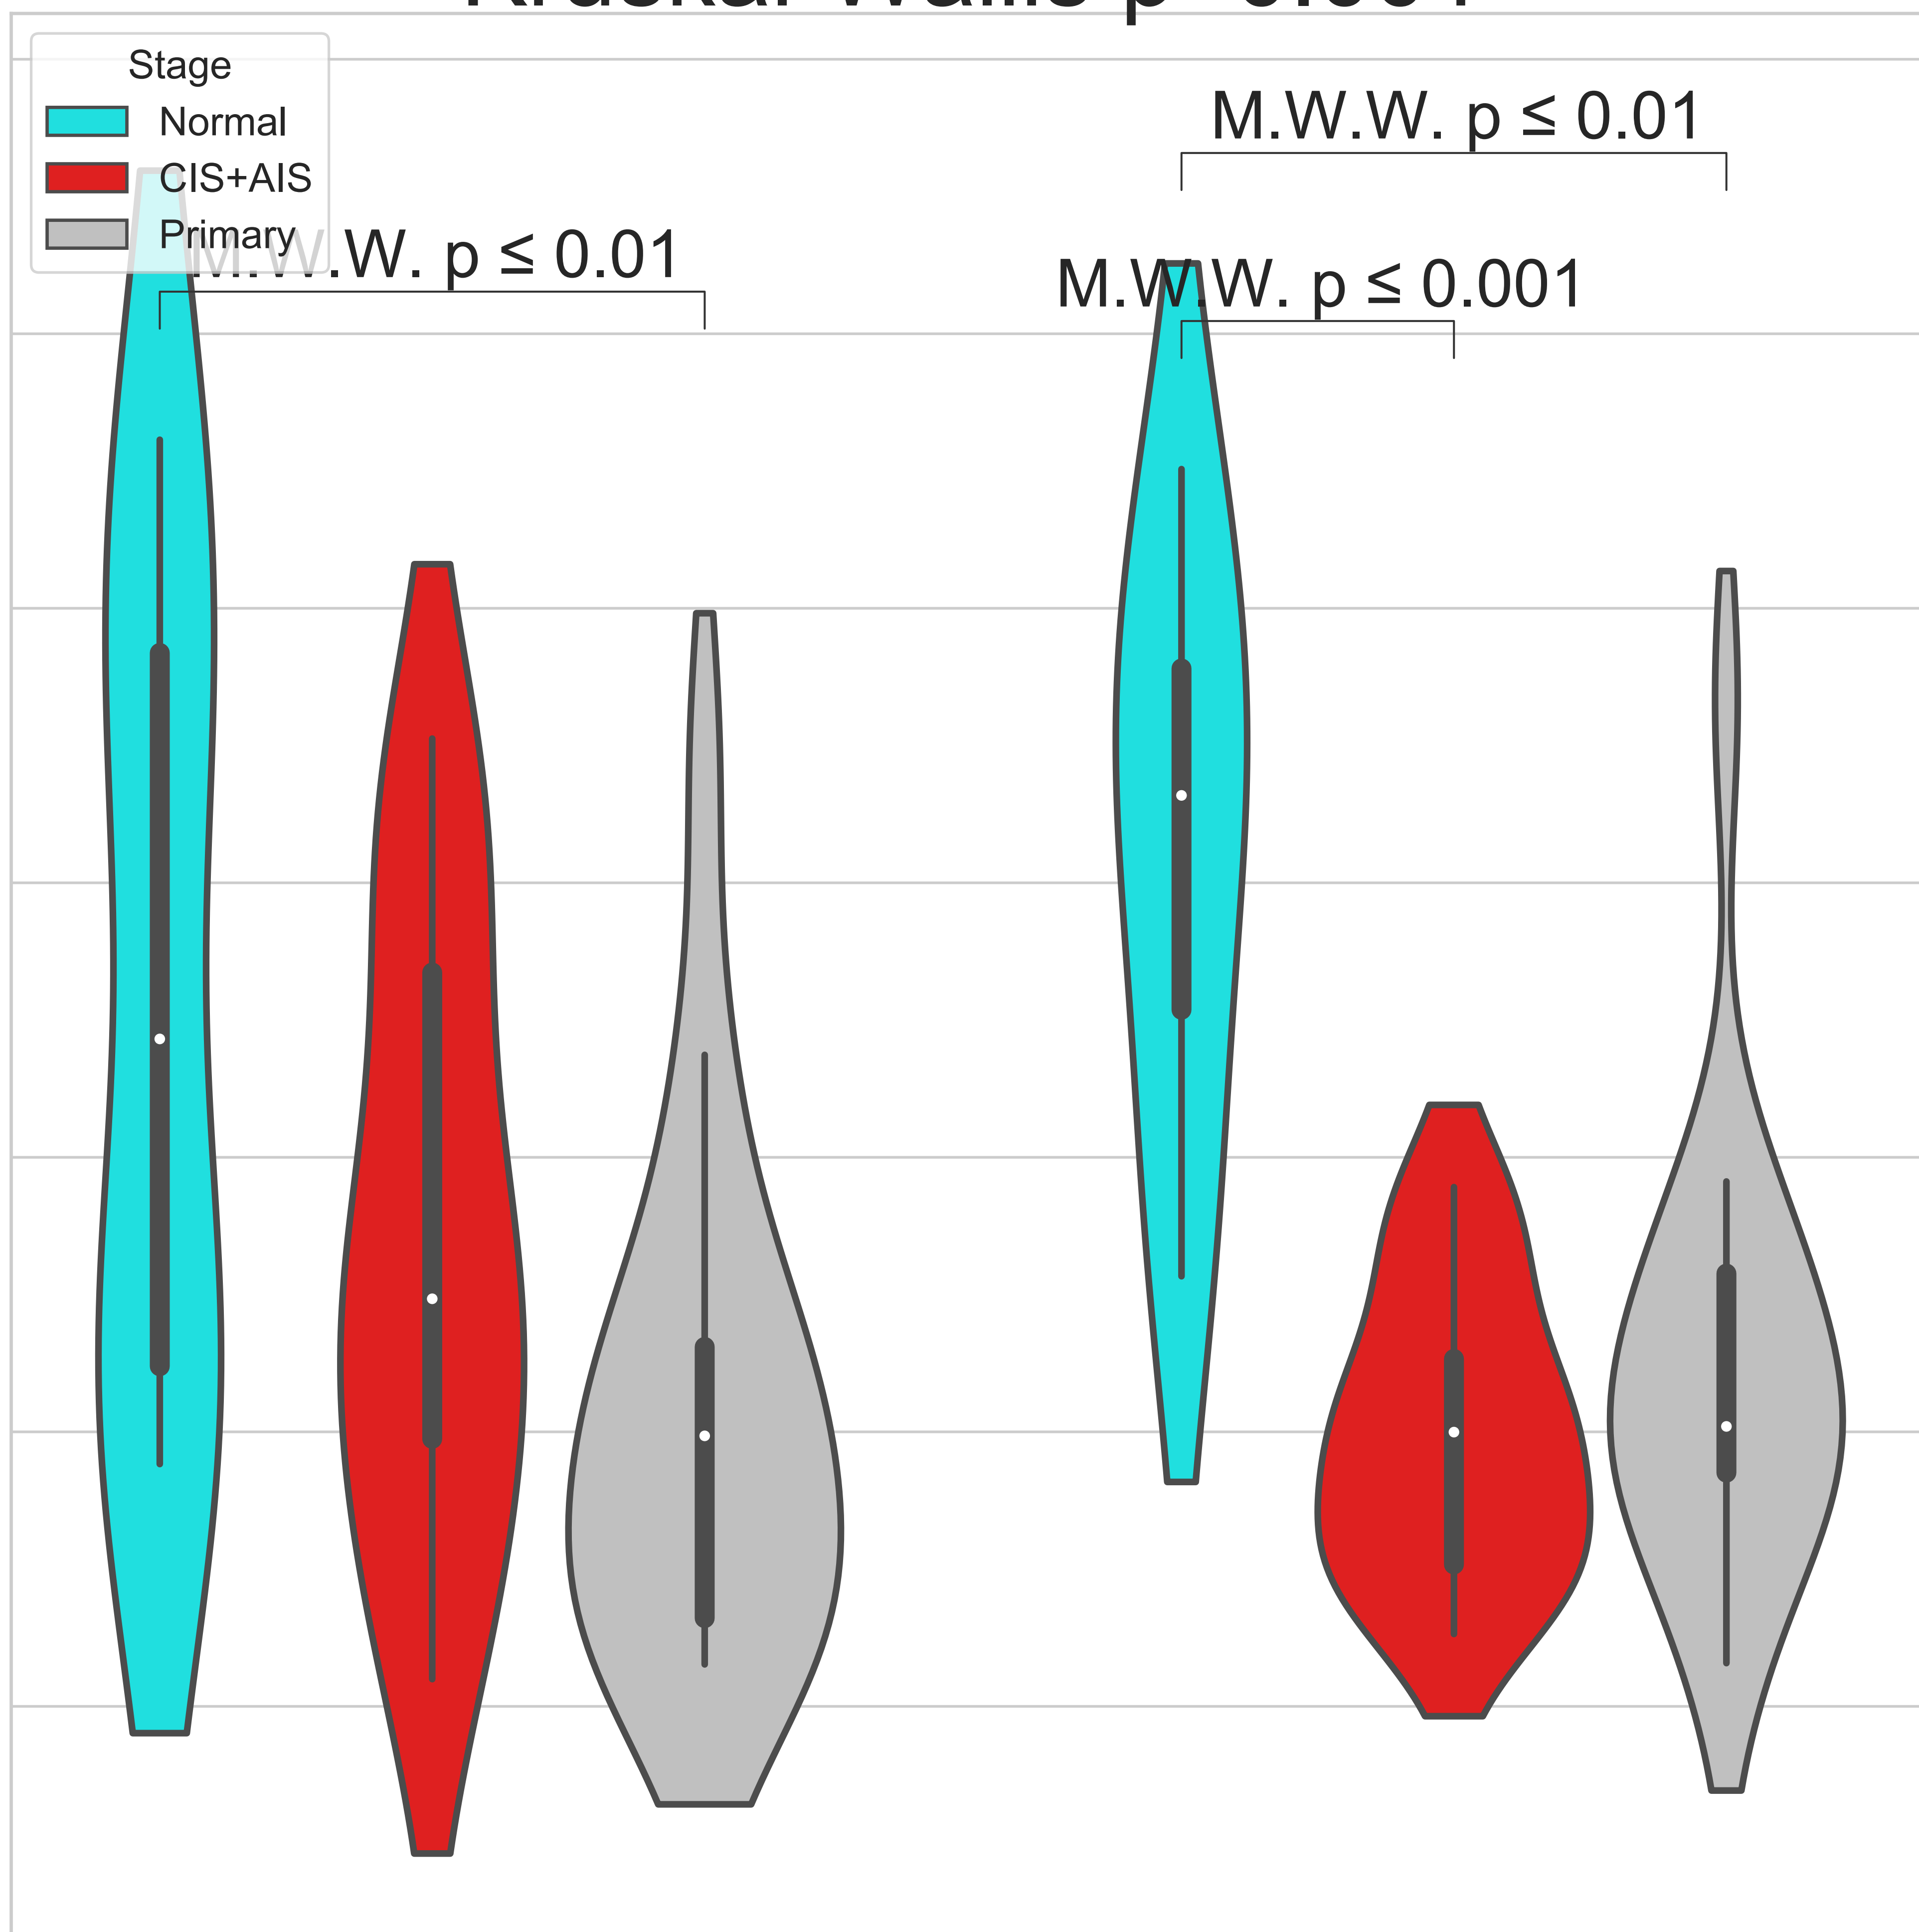 Stage
Normal
CIS+AIS
Primary
M.W.W. p ≤ 0.01
M.W.W. p ≤ 0.01
M.W.W. p ≤ 0.001